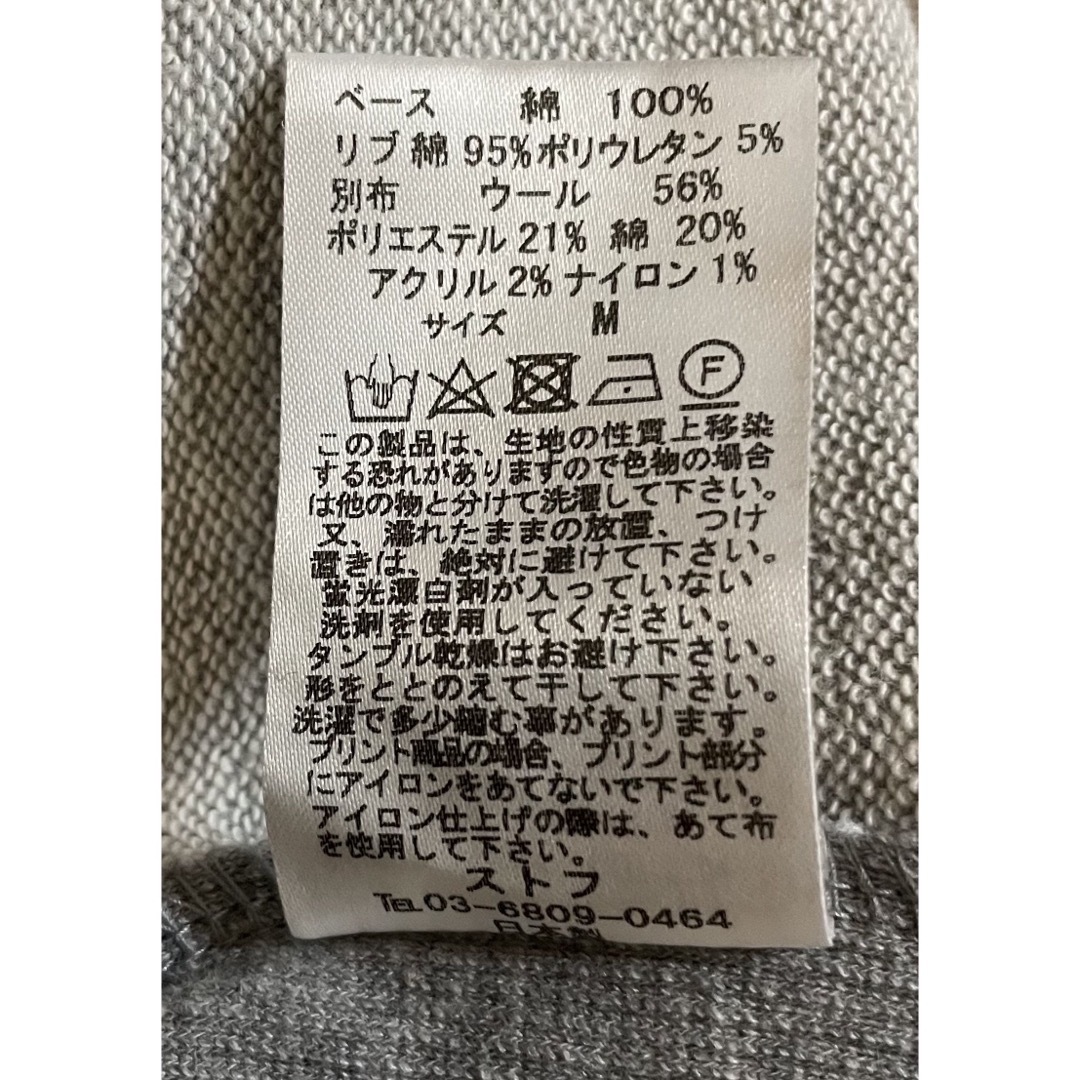 ベース 綿 100%
リブ 綿 95% ポリウレタン 5%
別布 ウール 56%
ポリエステル 21% 綿 20%
アクリル 2% ナイロン 1%
サイズ M
F
この製品は、生地の性質上移染
する恐れがありますので色物の場合
は他の物と分けて洗濯して下さい。
又、濡れたままの放置、つけ
置きは、絶対に避けて下さい。
蛍光漂白剤が入っていない
洗剤を使用してください。
タンブル乾燥はお避け下さい。
形をととのえて干して下さい。
洗濯で多少縮む事があります。
プリント商品の場合、プリント部分
にアイロンをあてないで下さい。
アイロン仕上げの際は、あて布
を使用して下さい。
ストフ
TEL03-6809-0464
日本製